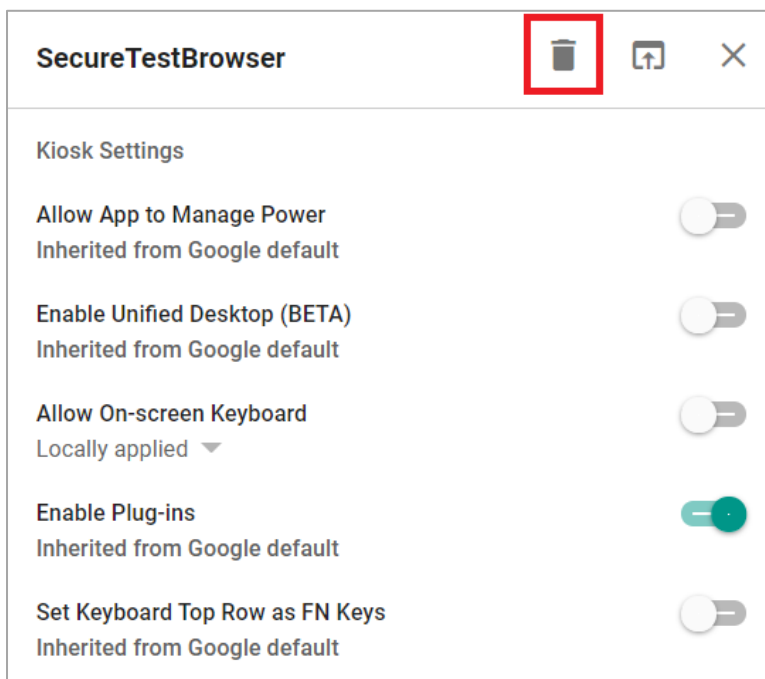 SecureTestBrowser
Kiosk Settings
Allow App to Manage Power
Inherited from Google default
Enable Unified Desktop (BETA)
Inherited from Google default
Allow On-screen Keyboard
Locally applied
Enable Plug-ins
Inherited from Google default
Set Keyboard Top Row as FN Keys
Inherited from Google default